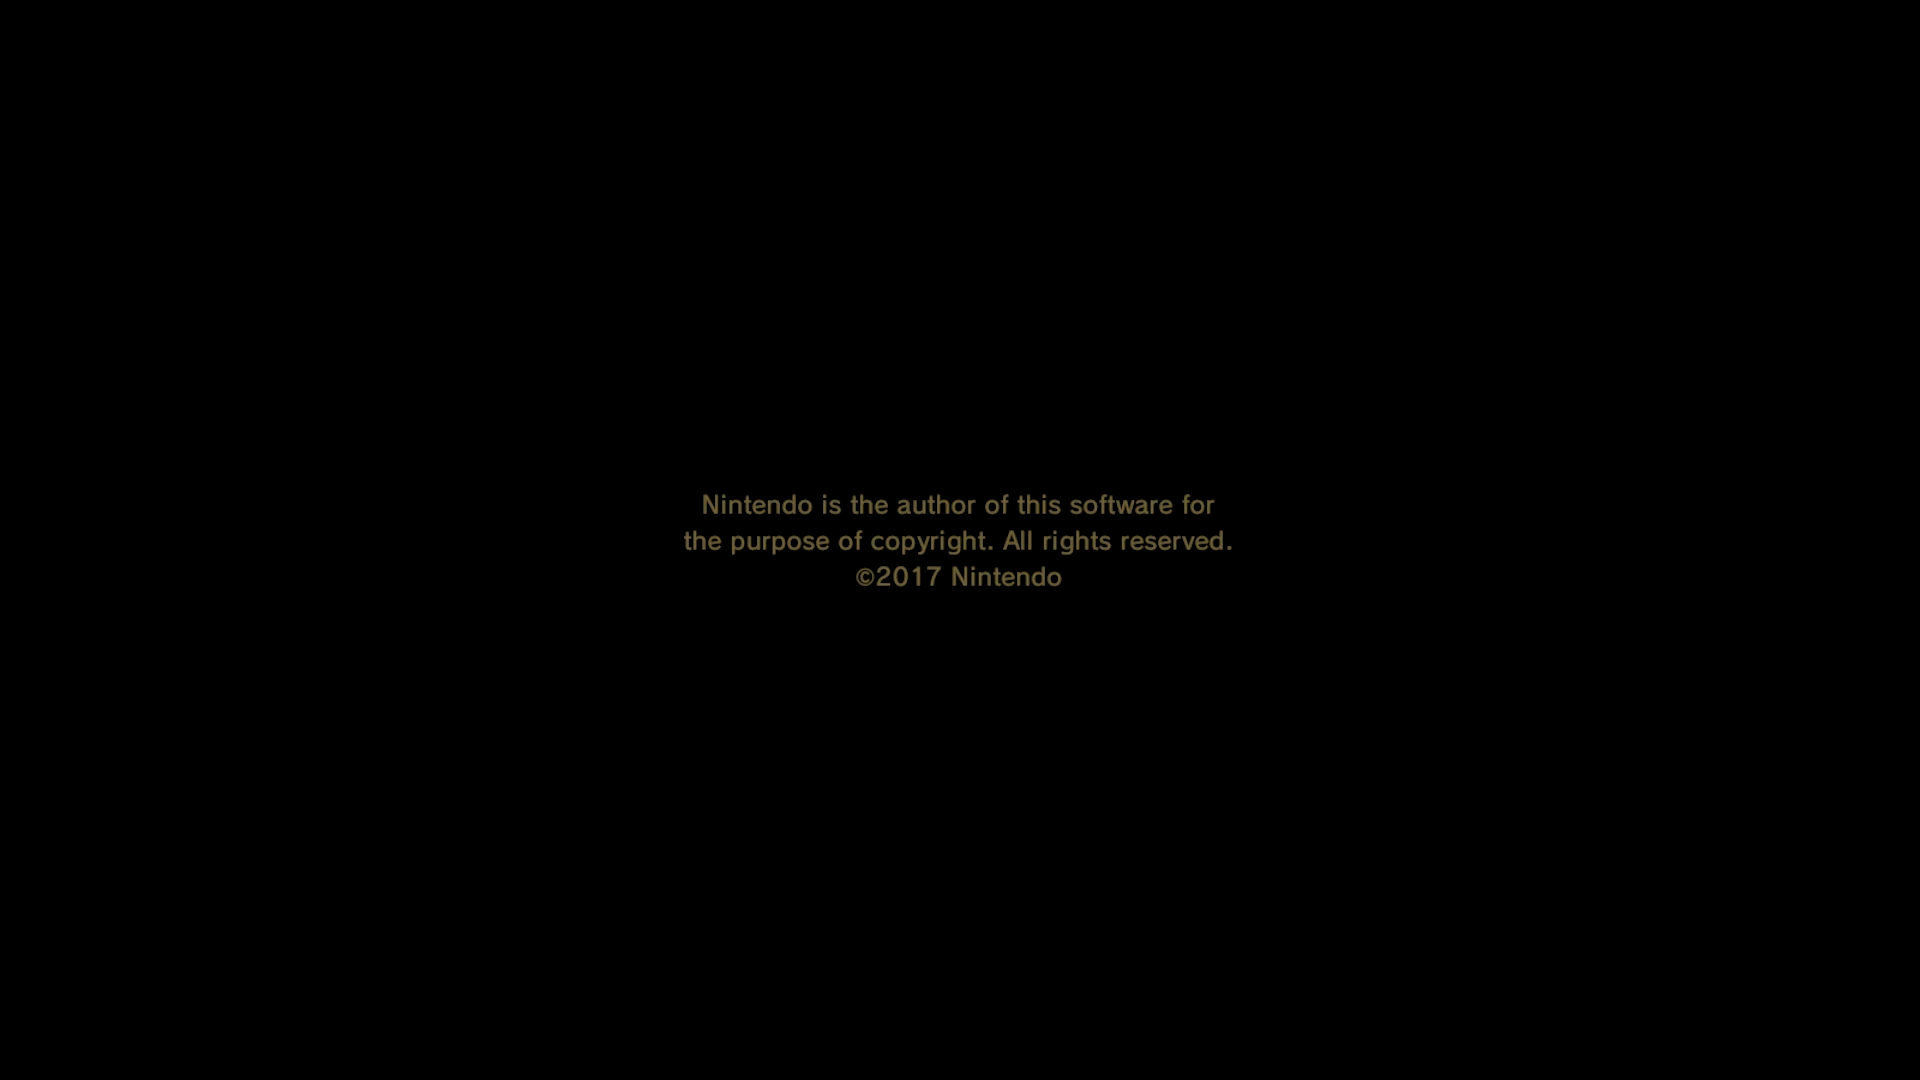 Nintendo is the author of this software for
the purpose of copyright. All rights reserved.
©2017 Nintendo